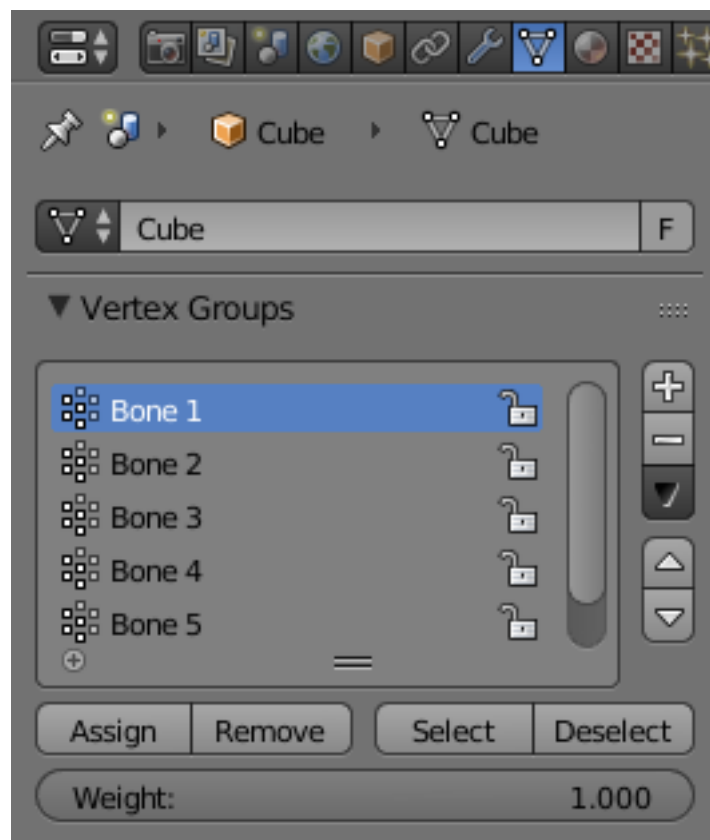 Cube Cube
Cube F
Vertex Groups
Bone 1
Bone 2
Bone 3
Bone 4
Bone 5
Assign Remove Select Deselect
Weight: 1.000